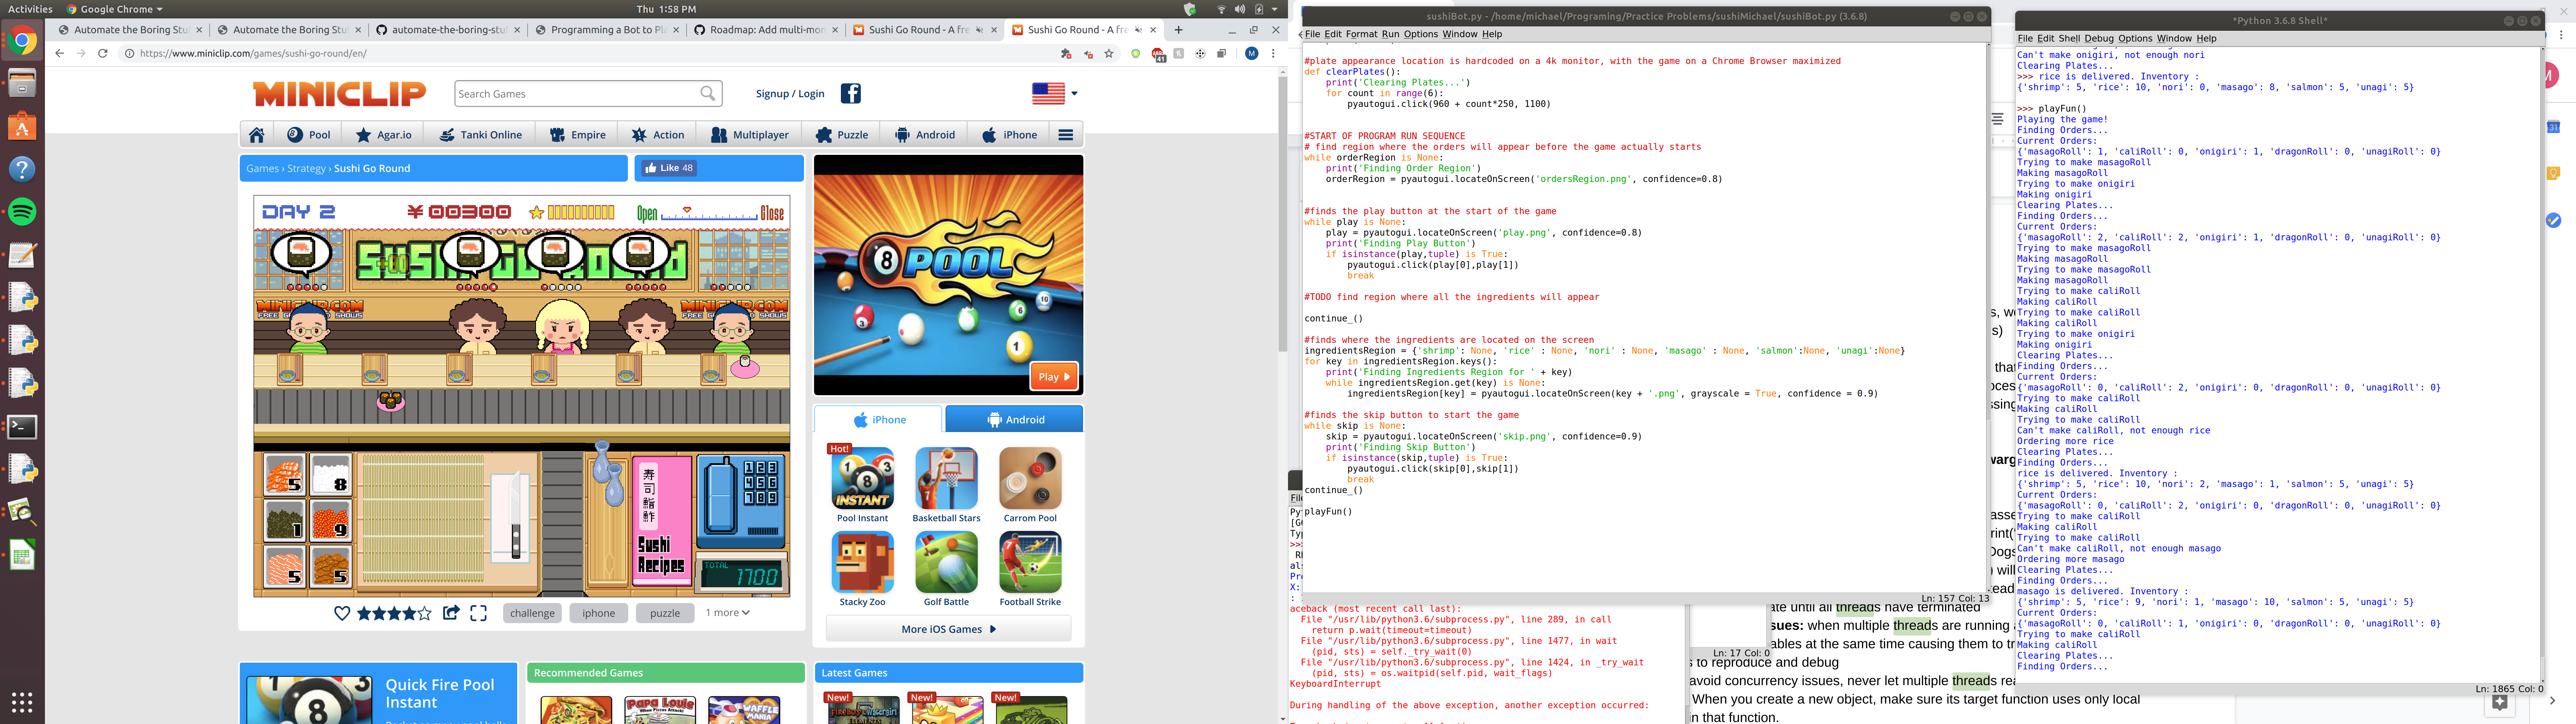 Activities
Google Chrome
Thu 1:58 PM
Automate the Boring Stu
Automate the Boring Stu
automate-the-boring-stu
Programming a Bot to Pl
Roadmap: Add multi-mon
Sushi Go Round - A fre
Sushi Go Round - A fre
https://www.miniclip.com/games/sushi-go-round/en/
41
M
MINICLIP
Search Games
Signup / Login
Pool
Agar.io
Tanki Online
Empire
Action
Multiplayer
Puzzle
Android
iPhone
Games › Strategy › Sushi Go Round
Like 48
DAY 2
¥ 00300
Open
Close
MINICLIP.COM
MINICLIP.COM
5
8
1
9
5
5
寿司
Sushi
Recipes
123
456
789
TOTAL
1700
challenge
iphone
puzzle
1 more
8
POOL
Play
iPhone
Android
Hot!
Pool Instant
Basketball Stars
Carrom Pool
Stacky Zoo
Golf Battle
Football Strike
More iOS Games
Quick Fire Pool
Instant
Recommended Games
Latest Games
New!
New!
New!
sushiBot.py - /home/michael/Programing/Practice Problems/sushiMichael/sushiBot.py (3.6.8)
File Edit Format Run Options Window Help
#plate appearance location is hardcoded on a 4k monitor, with the game on a Chrome Browser maximized
def clearPlates():
    print('Clearing Plates...')
    for count in range(6):
        pyautogui.click(960 + count*250, 1100)
#START OF PROGRAM RUN SEQUENCE
# find region where the orders will appear before the game actually starts
while orderRegion is None:
    print('Finding Order Region')
    orderRegion = pyautogui.locateOnScreen('ordersRegion.png', confidence=0.8)
#finds the play button at the start of the game
while play is None:
    play = pyautogui.locateOnScreen('play.png', confidence=0.8)
    print('Finding Play Button')
    if isinstance(play,tuple) is True:
        pyautogui.click(play[0],play[1])
        break
#TODO find region where all the ingredients will appear
continue_()
#finds where the ingredients are located on the screen
ingredientsRegion = {'shrimp': None, 'rice' : None, 'nori' : None, 'masago' : None, 'salmon':None, 'unagi':None}
for key in ingredientsRegion.keys():
    print('Finding Ingredients Region for ' + key)
    while ingredientsRegion.get(key) is None:
        ingredientsRegion[key] = pyautogui.locateOnScreen(key + '.png', grayscale = True, confidence = 0.9)
#finds the skip button to start the game
while skip is None:
    skip = pyautogui.locateOnScreen('skip.png', confidence=0.9)
    print('Finding Skip Button')
    if isinstance(skip,tuple) is True:
        pyautogui.click(skip[0],skip[1])
        break
continue_()
playFun()
Ln: 157 Col: 13
aceback (most recent call last):
  File "/usr/lib/python3.6/subprocess.py", line 289, in call
    return p.wait(timeout=timeout)
  File "/usr/lib/python3.6/subprocess.py", line 1477, in wait
    (pid, sts) = self._try_wait(0)
  File "/usr/lib/python3.6/subprocess.py", line 1424, in _try_wait
    (pid, sts) = os.waitpid(self.pid, wait_flags)
KeyboardInterrupt
During handling of the above exception, another exception occurred:
Ln: 17 Col: 0
ate until all threads have terminated
sues: when multiple threads are running
ables at the same time causing them to
s to reproduce and debug
avoid concurrency issues, never let multiple threads
When you create a new object, make sure its target function uses only local
n that function.
*Python 3.6.8 Shell*
File Edit Shell Debug Options Window Help
Can't make onigiri, not enough nori
Clearing Plates...
>>> rice is delivered. Inventory :
{'shrimp': 5, 'rice': 10, 'nori': 0, 'masago': 8, 'salmon': 5, 'unagi': 5}
>>> playFun()
Playing the game!
Finding Orders...
Current Orders:
{'masagoRoll': 1, 'caliRoll': 0, 'onigiri': 1, 'dragonRoll': 0, 'unagiRoll': 0}
Trying to make masagoRoll
Making masagoRoll
Trying to make onigiri
Making onigiri
Clearing Plates...
Finding Orders...
Current Orders:
{'masagoRoll': 2, 'caliRoll': 2, 'onigiri': 1, 'dragonRoll': 0, 'unagiRoll': 0}
Trying to make masagoRoll
Making masagoRoll
Trying to make masagoRoll
Making masagoRoll
Trying to make caliRoll
Making caliRoll
Trying to make caliRoll
Making caliRoll
Trying to make onigiri
Making onigiri
Clearing Plates...
Finding Orders...
Current Orders:
{'masagoRoll': 0, 'caliRoll': 2, 'onigiri': 0, 'dragonRoll': 0, 'unagiRoll': 0}
Trying to make caliRoll
Making caliRoll
Trying to make caliRoll
Can't make caliRoll, not enough rice
Ordering more rice
Clearing Plates...
Finding Orders...
rice is delivered. Inventory :
{'shrimp': 5, 'rice': 10, 'nori': 2, 'masago': 1, 'salmon': 5, 'unagi': 5}
Current Orders:
{'masagoRoll': 0, 'caliRoll': 2, 'onigiri': 0, 'dragonRoll': 0, 'unagiRoll': 0}
Trying to make caliRoll
Making caliRoll
Trying to make caliRoll
Can't make caliRoll, not enough masago
Ordering more masago
Clearing Plates...
Finding Orders...
masago is delivered. Inventory :
{'shrimp': 5, 'rice': 9, 'nori': 1, 'masago': 10, 'salmon': 5, 'unagi': 5}
Current Orders:
{'masagoRoll': 0, 'caliRoll': 1, 'onigiri': 0, 'dragonRoll': 0, 'unagiRoll': 0}
Trying to make caliRoll
Making caliRoll
Clearing Plates...
Finding Orders...
Ln: 1865 Col: 0